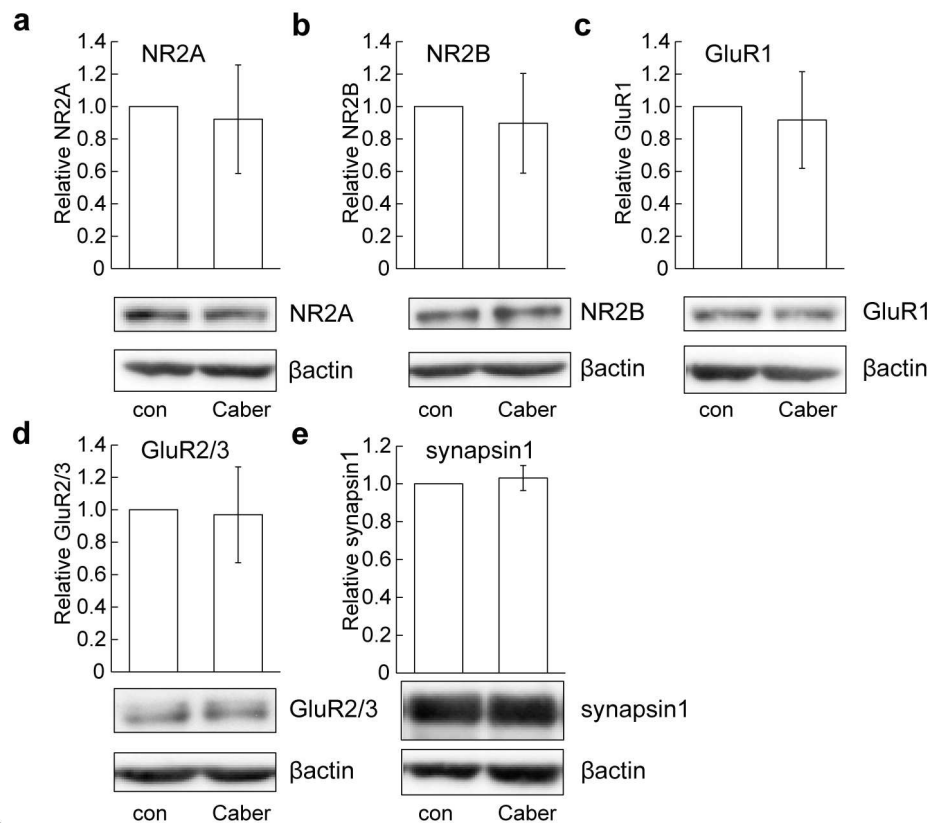 a
NR2A
Relative NR2A
1.4
1.2
1.0
0.8
0.6
0.4
0.2
0
NR2A
βactin
con Caber
b
NR2B
Relative NR2B
1.4
1.2
1.0
0.8
0.6
0.4
0.2
0
NR2B
βactin
con Caber
c
GluR1
Relative GluR1
1.4
1.2
1.0
0.8
0.6
0.4
0.2
0
GluR1
βactin
con Caber
d
GluR2/3
Relative GluR2/3
1.4
1.2
1.0
0.8
0.6
0.4
0.2
0
GluR2/3
βactin
con Caber
e
synapsin1
Relative synapsin1
1.2
1.0
0.8
0.6
0.4
0.2
0
synapsin1
βactin
con Caber